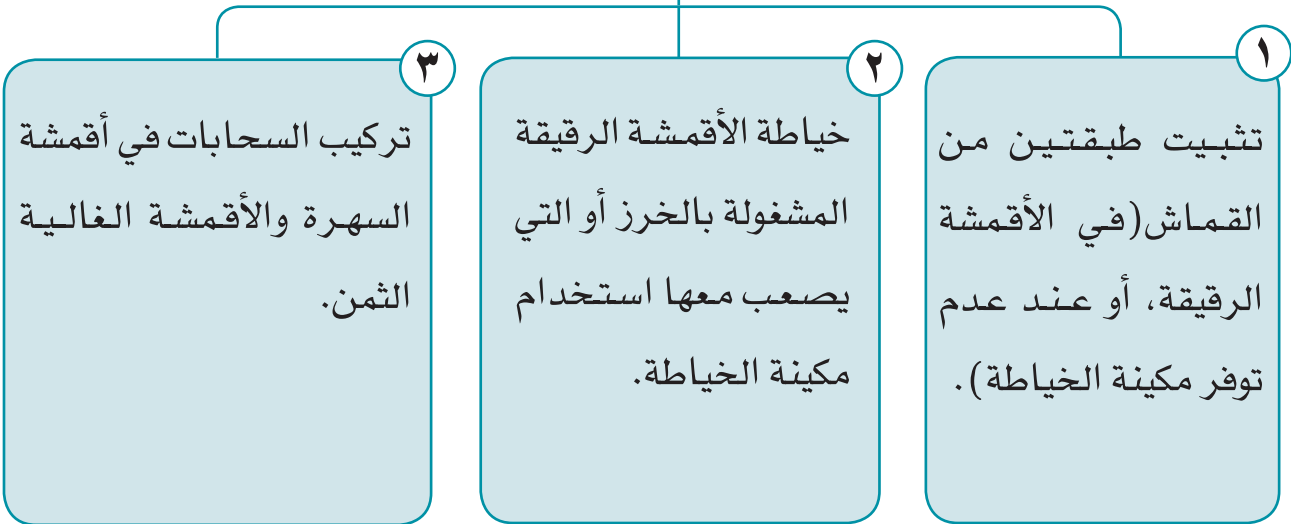 ١
تثبيت طبقتين من
القماش(في الأقمشة
الرقيقة، أو عند عدم
توفر مكينة الخياطة).
٢
خياطة الأقمشة الرقيقة
المشغولة بالخرز أو التي
يصعب معها استخدام
مكينة الخياطة.
٣
تركيب السحابات في أقمشة
السهرة والأقمشة الغالية
الثمن.